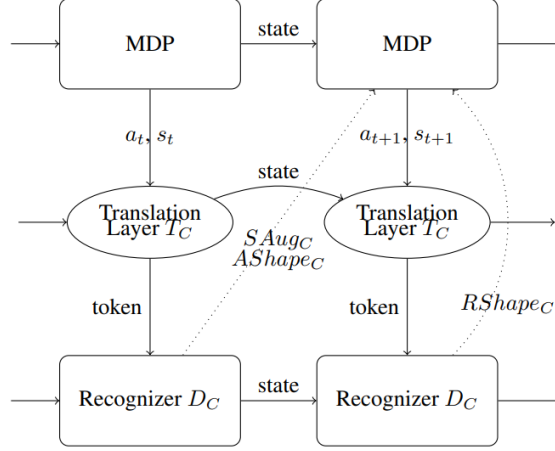 MDP
state
MDP
a_t, s_t
a_{t+1}, s_{t+1}
state
Translation
Layer T_C
Translation
Layer T_C
SAug_C
AShape_C
token
token
RShape_C
Recognizer D_C
state
Recognizer D_C